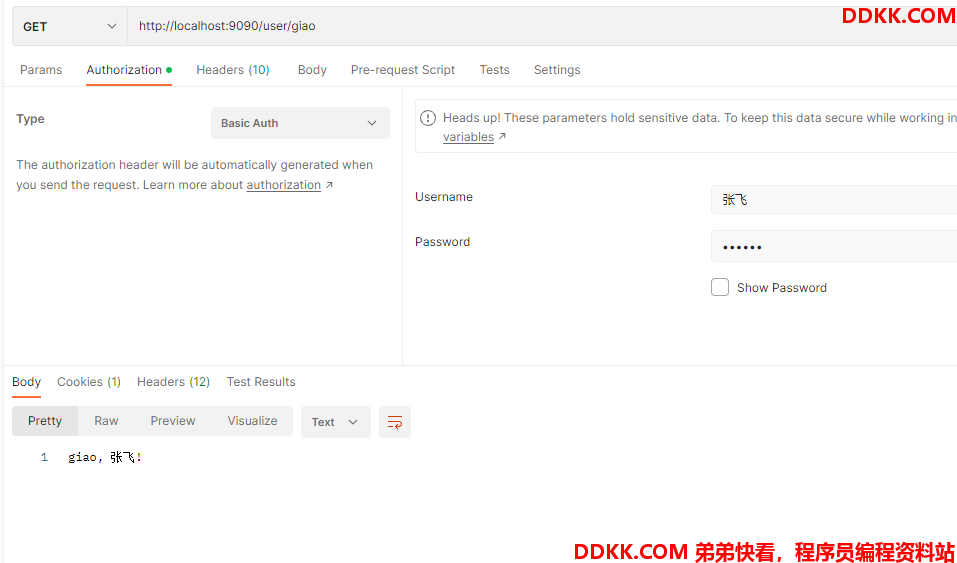 DDKK.COM
GET http://localhost:9090/user/giao
Params Authorization Headers (10) Body Pre-request Script Tests Settings
Type Basic Auth
The authorization header will be automatically generated when
you send the request. Learn more about authorization ↗
Heads up! These parameters hold sensitive data. To keep this data secure while working in
variables ↗
Username 张飞
Password ••••••
Show Password
Body Cookies (1) Headers (12) Test Results
Pretty Raw Preview Visualize Text
1 giao, 张飞!
DDKK.COM 弟弟快看，程序员编程资料站